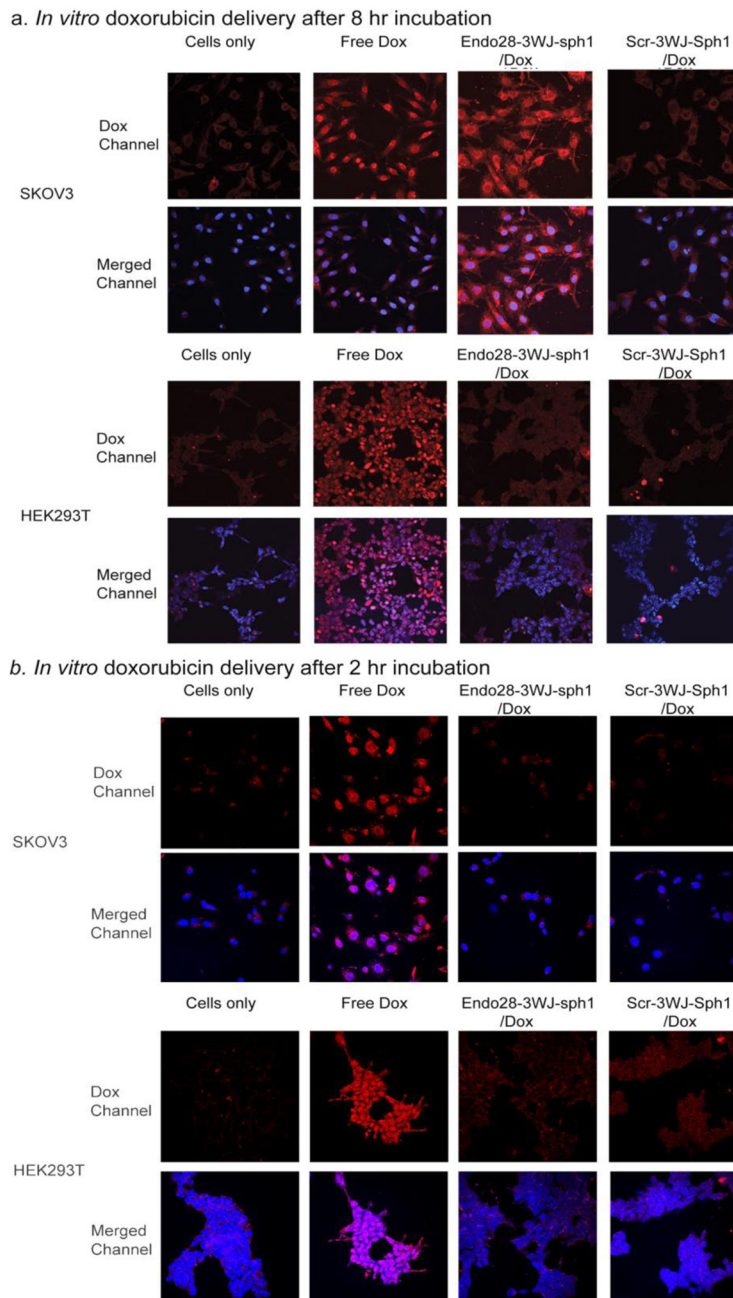 a. In vitro doxorubicin delivery after 8 hr incubation
Cells only
Free Dox
Endo28-3WJ-sph1
/Dox
Scr-3WJ-Sph1
/Dox
Dox
Channel
SKOV3
Merged
Channel
Cells only
Free Dox
Endo28-3WJ-sph1
/Dox
Scr-3WJ-Sph1
/Dox
Dox
Channel
HEK293T
Merged
Channel
b. In vitro doxorubicin delivery after 2 hr incubation
Cells only
Free Dox
Endo28-3WJ-sph1
/Dox
Scr-3WJ-Sph1
/Dox
Dox
Channel
SKOV3
Merged
Channel
Cells only
Free Dox
Endo28-3WJ-sph1
/Dox
Scr-3WJ-Sph1
/Dox
Dox
Channel
HEK293T
Merged
Channel